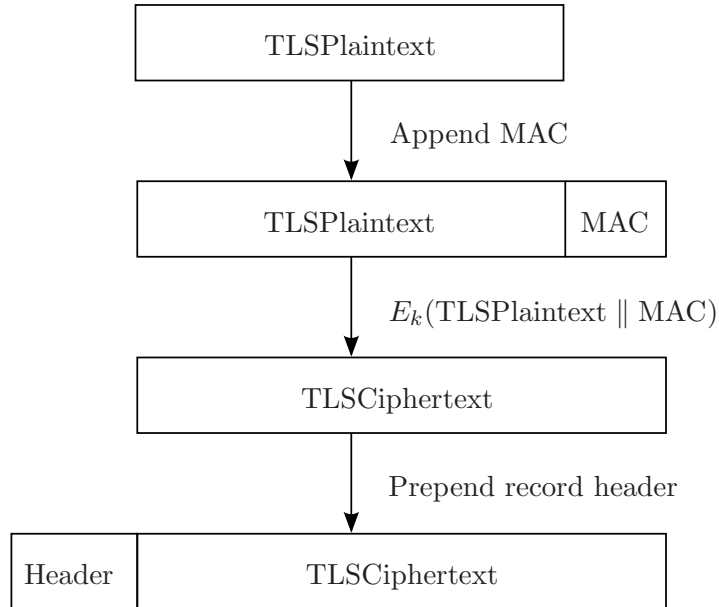 TLSPlaintext
Append MAC
TLSPlaintext MAC
E_k(TLSPlaintext ∥ MAC)
TLSCiphertext
Prepend record header
Header TLSCiphertext